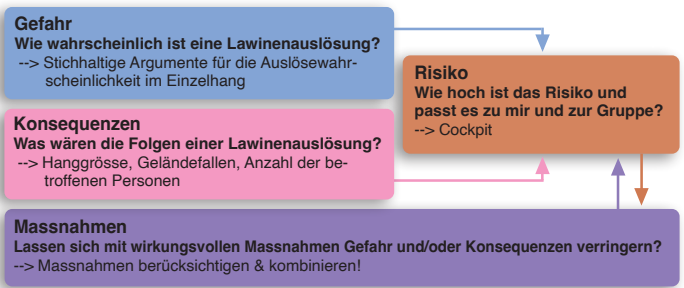 Gefahr
Wie wahrscheinlich ist eine Lawinenauslösung?
--> Stichhaltige Argumente für die Auslösewahr-
scheinlichkeit im Einzelhang
Konsequenzen
Was wären die Folgen einer Lawinenauslösung?
--> Hanggrösse, Geländefallen, Anzahl der be-
troffenen Personen
Risiko
Wie hoch ist das Risiko und
passt es zu mir und zur Gruppe?
--> Cockpit
Massnahmen
Lassen sich mit wirkungsvollen Massnahmen Gefahr und/oder Konsequenzen verringern?
--> Massnahmen berücksichtigen & kombinieren!